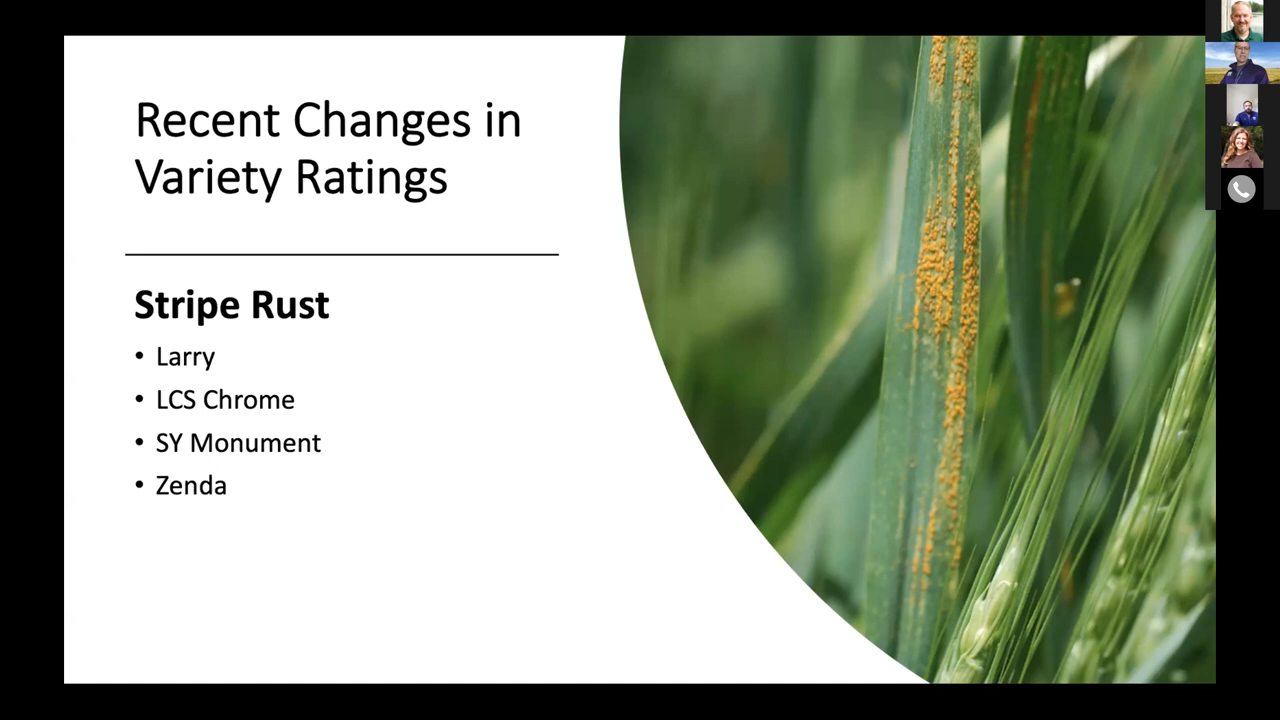 Recent Changes in
Variety Ratings
Stripe Rust
• Larry
• LCS Chrome
• SY Monument
• Zenda